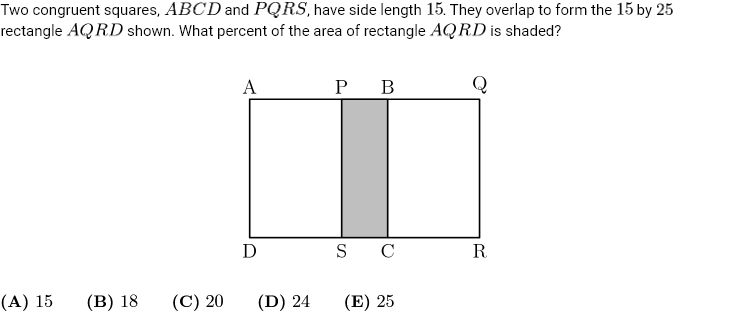 Two congruent squares, ABCD and PQRS, have side length 15. They overlap to form the 15 by 25
rectangle AQRD shown. What percent of the area of rectangle AQRD is shaded?
A P B Q
D S C R
(A) 15 (B) 18 (C) 20 (D) 24 (E) 25